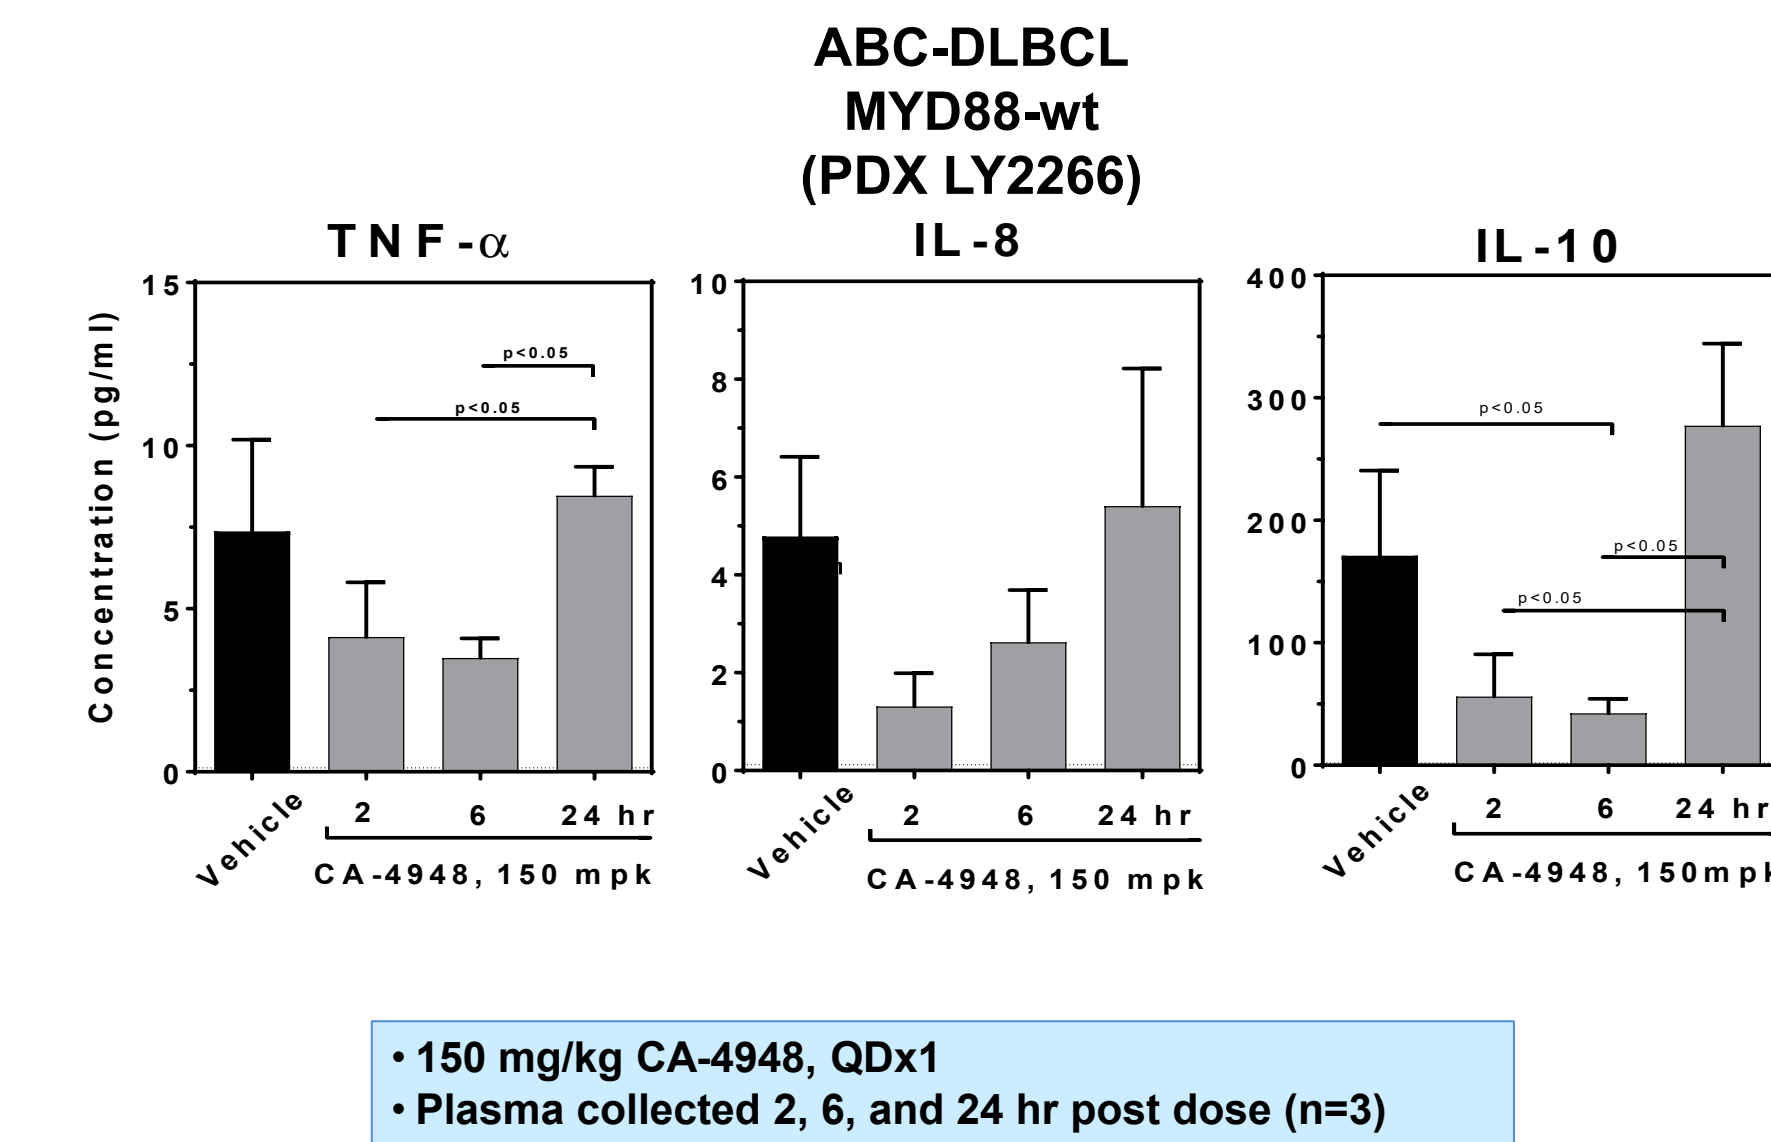 ABC-DLBCL
MYD88-wt
(PDX LY2266)
TNF-α
Concentration (pg/ml)
15
10
5
0
p<0.05
p<0.05
Vehicle
2
6
24 hr
CA-4948, 150 mpk
IL-8
10
8
6
4
2
0
Vehicle
2
6
24 hr
CA-4948, 150 mpk
IL-10
400
300
200
100
0
p<0.05
p<0.05
p<0.05
Vehicle
2
6
24 hr
CA-4948, 150mpk
• 150 mg/kg CA-4948, QDx1
• Plasma collected 2, 6, and 24 hr post dose (n=3)